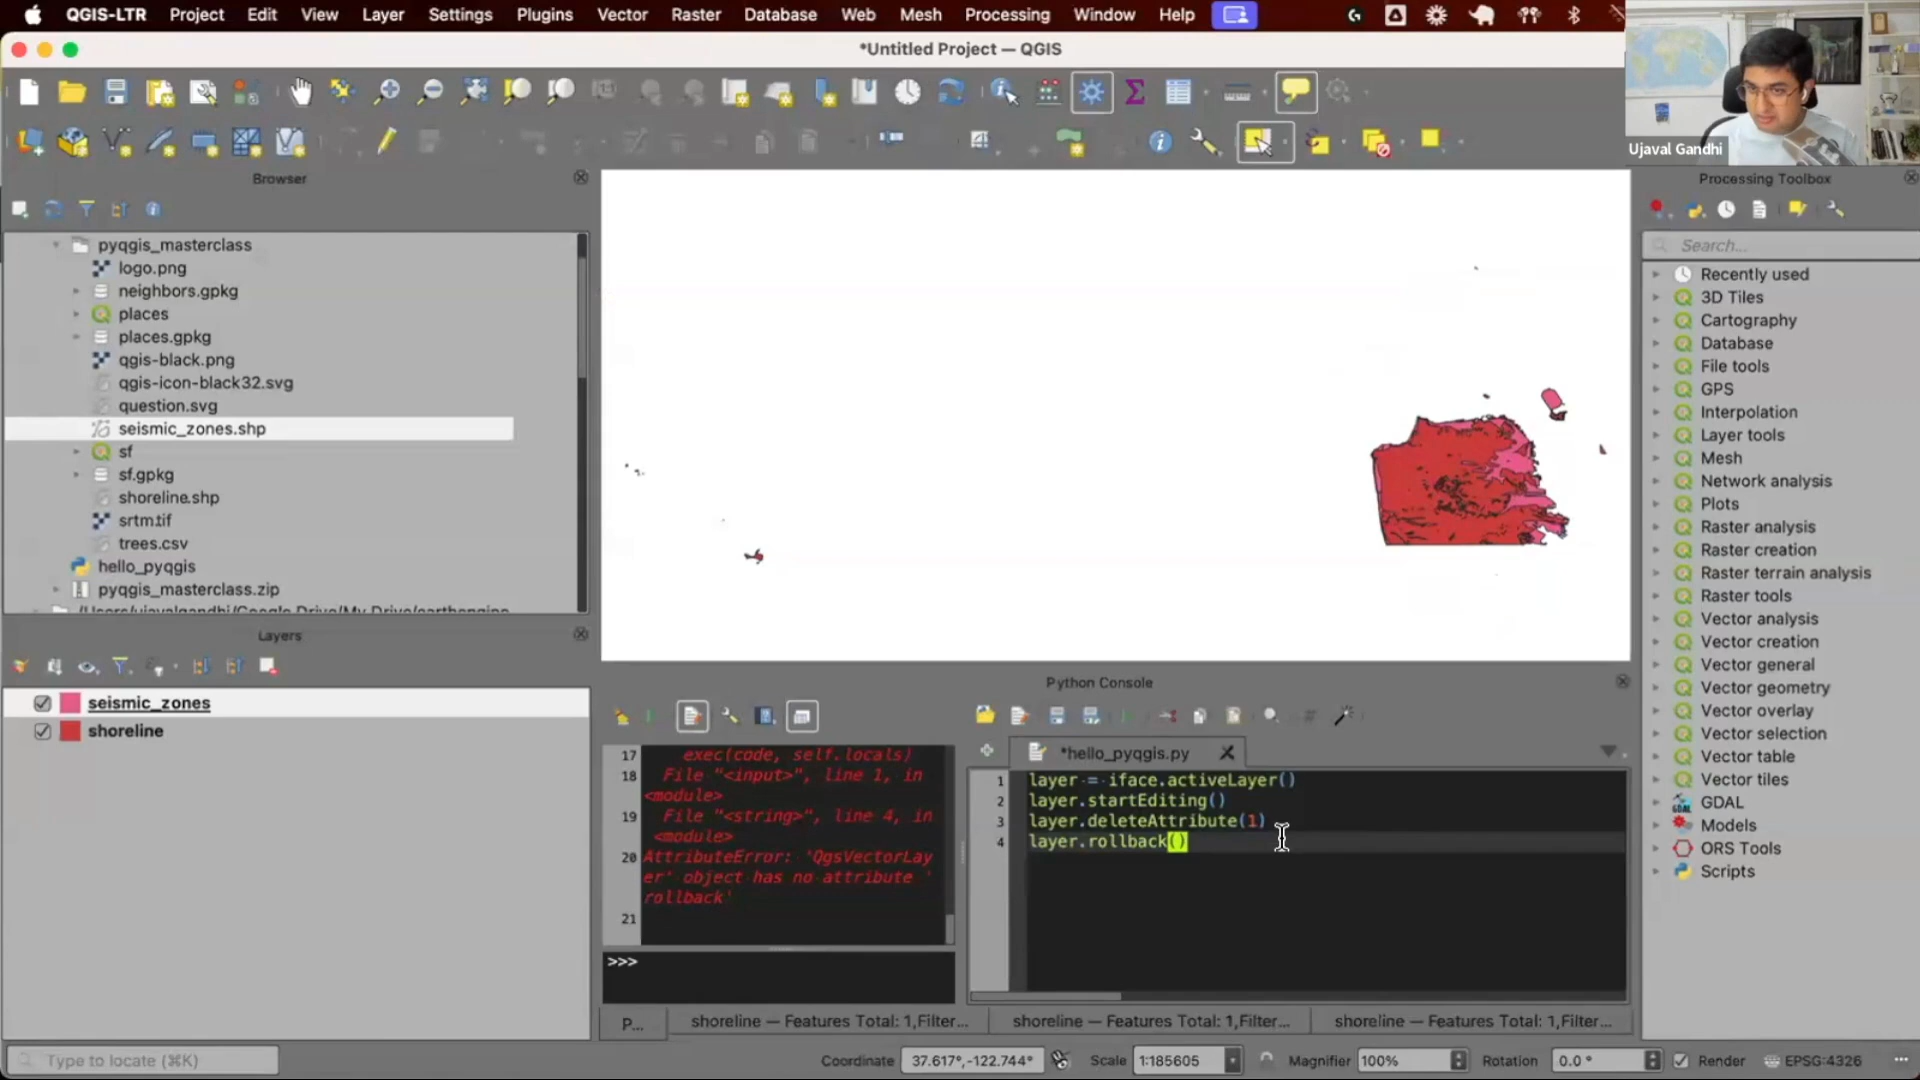 QGIS-LTR Project Edit View Layer Settings Plugins Vector Raster Database Web Mesh Processing Window Help
*Untitled Project — QGIS
Ujaval Gandhi
Browser
pyqgis_masterclass
logo.png
neighbors.gpkg
places
places.gpkg
qgis-black.png
qgis-icon-black32.svg
question.svg
seismic_zones.shp
sf
sf.gpkg
shoreline.shp
srtm.tif
trees.csv
hello_pyqgis
pyqgis_masterclass.zip
Layers
seismic_zones
shoreline
Python Console
17 exec(code, self.locals)
18 File "<input>", line 1, in
<module>
19 File "<string>", line 4, in
<module>
20 AttributeError: 'QgsVectorLay
er' object has no attribute '
rollback'
21
>>>
*hello_pyqgis.py
1 layer = iface.activeLayer()
2 layer.startEditing()
3 layer.deleteAttribute(1)
4 layer.rollback()
P... shoreline — Features Total: 1,Filter... shoreline — Features Total: 1,Filter... shoreline — Features Total: 1,Filter...
Processing Toolbox
Search...
Recently used
3D Tiles
Cartography
Database
File tools
GPS
Interpolation
Layer tools
Mesh
Network analysis
Plots
Raster analysis
Raster creation
Raster terrain analysis
Raster tools
Vector analysis
Vector creation
Vector general
Vector geometry
Vector overlay
Vector selection
Vector table
Vector tiles
GDAL
Models
ORS Tools
Scripts
Type to locate (⌘K) Coordinate 37.617°,-122.744° Scale 1:185605 Magnifier 100% Rotation 0.0 ° Render EPSG:4326